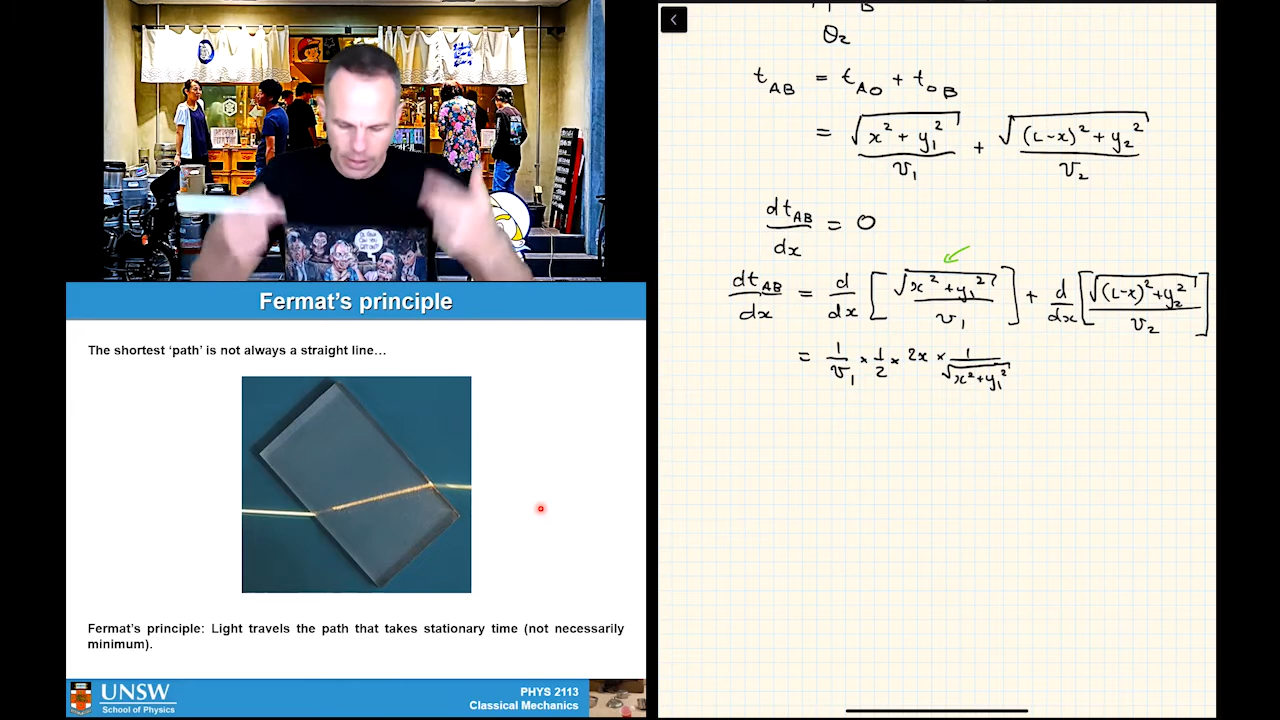 Fermat's principle
The shortest 'path' is not always a straight line...
Fermat's principle: Light travels the path that takes stationary time (not necessarily
minimum).
UNSW
School of Physics
PHYS 2113
Classical Mechanics
θ₂
t_AB = t_AO + t_OB
= √(x² + y₁²)/v₁ + √((L-x)² + y₂²)/v₂
dt_AB/dx = 0
dt_AB/dx = d/dx [√(x² + y₁²)/v₁] + d/dx [√((L-x)² + y₂²)/v₂]
= 1/v₁ × 1/2 × 2x × 1/√(x² + y₁²)